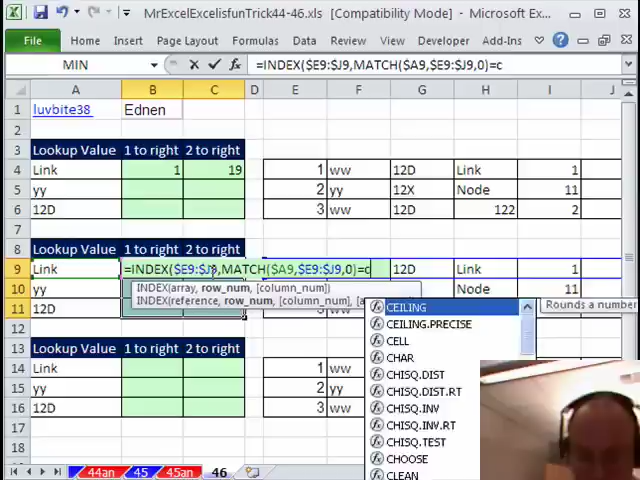 MrExcelExcelisfunTrick44-46.xls [Compatibility Mode] - Microsoft Ex...
File Home Insert Page Layout Formulas Data Review View Developer Add-Ins
MIN =INDEX($E9:$J9,MATCH($A9,$E9:$J9,0)=c
A B C D E F G H I J
1 luvbite38 Ednen
2
3 Lookup Value 1 to right 2 to right
4 Link 1 19 1 ww 12D Link 1
5 yy 2 yy 12X Node 11
6 12D 3 ww 12D 122 2
7
8 Lookup Value 1 to right 2 to right
9 Link =INDEX($E9:$J9,MATCH($A9,$E9:$J9,0)=c 12D Link 1
INDEX(array, row_num, [column_num])
10 yy Node 11
INDEX(reference, row_num, [column_num], [a
11 12D
CEILING Rounds a number
CEILING.PRECISE
CELL
CHAR
CHISQ.DIST
CHISQ.DIST.RT
CHISQ.INV
CHISQ.INV.RT
CHISQ.TEST
CHOOSE
CLEAN
12
13 Lookup Value 1 to right 2 to right
14 Link 1 ww
15 yy 2 yy
16 12D 3 ww
17
18
44an 45 45an 46